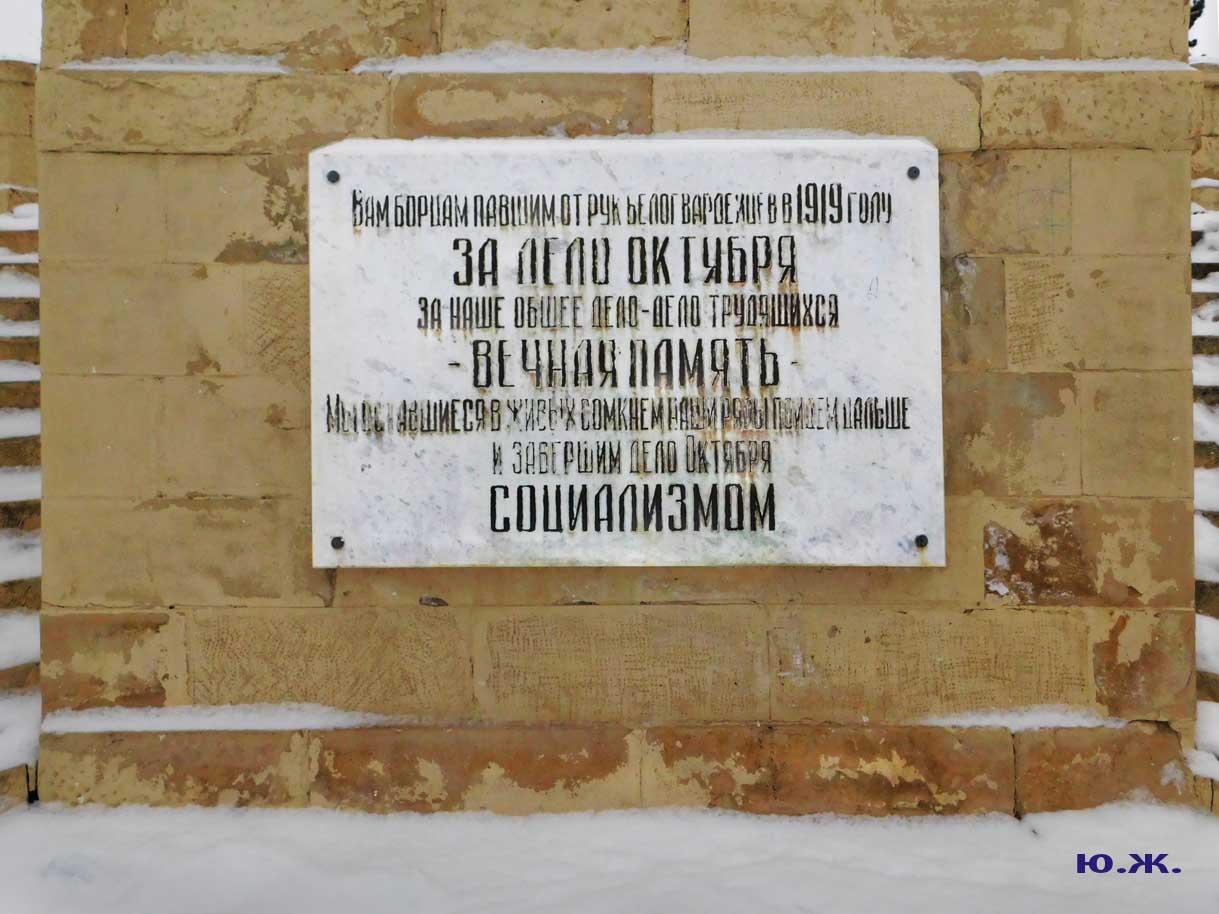 Вам борцам павшим от рук белогвардейцев в 1919 году
за дело октября
за наше общее дело-дело трудящихся
- вечная память -
Мы оставшиеся в живых сомкнем наши ряды пойдем дальше
и завершим дело Октября
социализмом
Ю.Ж.